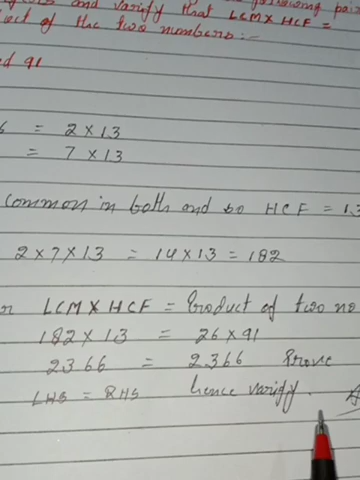 and varify that LCM X HCF =
of the two numbers:-
91
= 2 X 13
= 7 X 13
common in both and so HCF = 13
2 X 7 X 13 = 14 X 13 = 182
LCM X HCF = Product of two no
182 X 13 = 26 X 91
2366 = 2366 Prove
LHS = RHS hence varify.